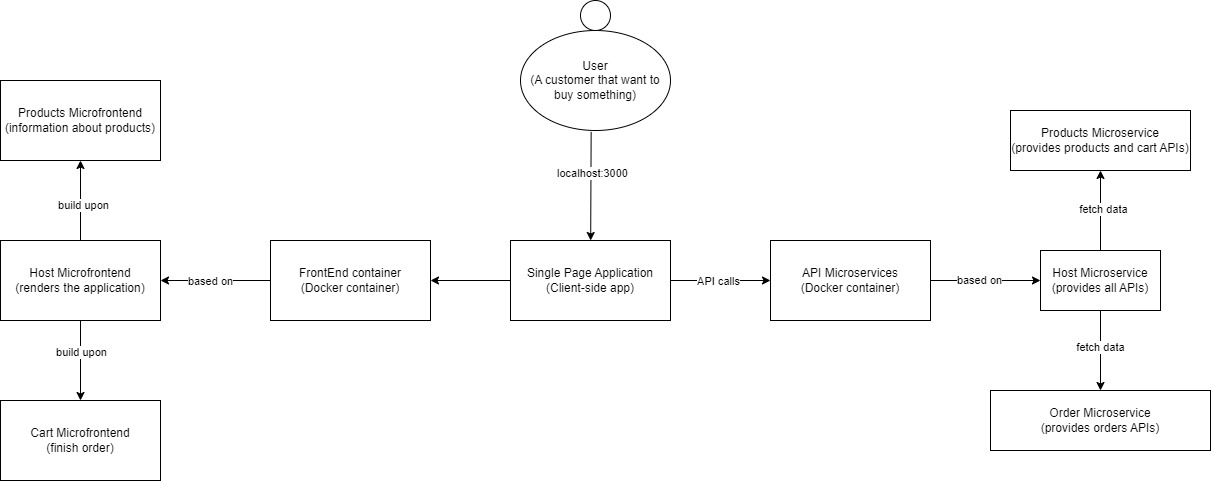 User
(A customer that want to
buy something)
localhost:3000
Products Microfrontend
(information about products)
build upon
Host Microfrontend
(renders the application)
build upon
Cart Microfrontend
(finish order)
based on
FrontEnd container
(Docker container)
Single Page Application
(Client-side app)
API calls
API Microservices
(Docker container)
based on
Products Microservice
(provides products and cart APIs)
fetch data
Host Microservice
(provides all APIs)
fetch data
Order Microservice
(provides orders APIs)